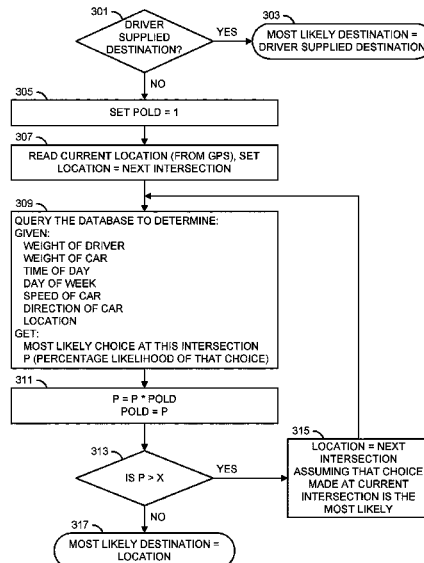 301
DRIVER
SUPPLIED
DESTINATION?
YES
303
MOST LIKELY DESTINATION =
DRIVER SUPPLIED DESTINATION
NO
305
SET POLD = 1
307
READ CURRENT LOCATION (FROM GPS), SET
LOCATION = NEXT INTERSECTION
309
QUERY THE DATABASE TO DETERMINE:
GIVEN:
WEIGHT OF DRIVER
WEIGHT OF CAR
TIME OF DAY
DAY OF WEEK
SPEED OF CAR
DIRECTION OF CAR
LOCATION
GET:
MOST LIKELY CHOICE AT THIS INTERSECTION
P (PERCENTAGE LIKELIHOOD OF THAT CHOICE)
311
P = P * POLD
POLD = P
313
IS P > X
YES
315
LOCATION = NEXT
INTERSECTION
ASSUMING THAT CHOICE
MADE AT CURRENT
INTERSECTION IS THE
MOST LIKELY
NO
317
MOST LIKELY DESTINATION =
LOCATION